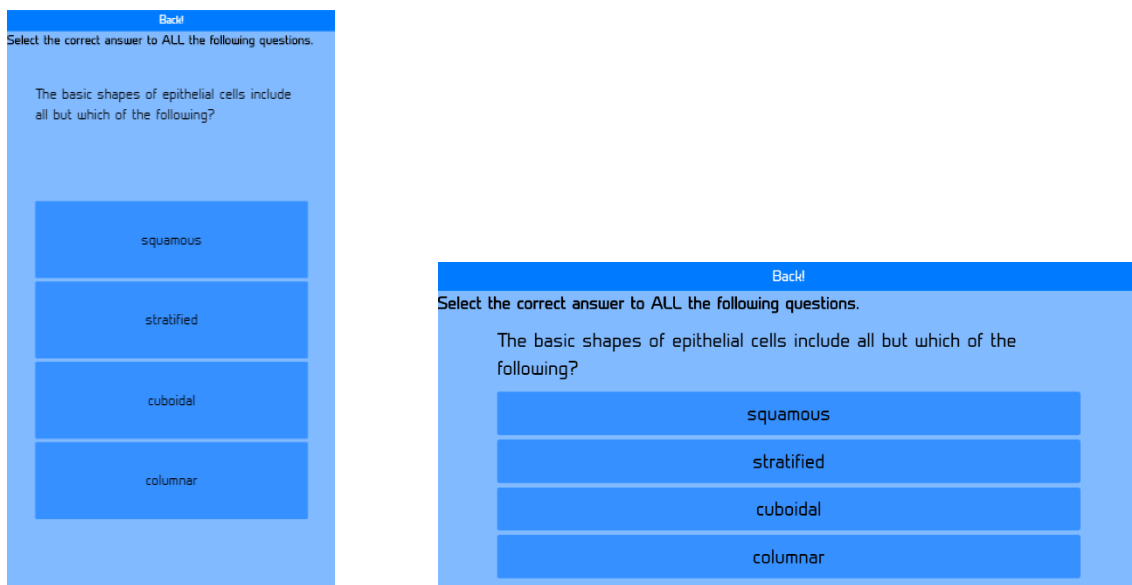 Back!
Select the correct answer to ALL the following questions.
The basic shapes of epithelial cells include
all but which of the following?
squamous
stratified
cuboidal
columnar
Back!
Select the correct answer to ALL the following questions.
The basic shapes of epithelial cells include all but which of the
following?
squamous
stratified
cuboidal
columnar